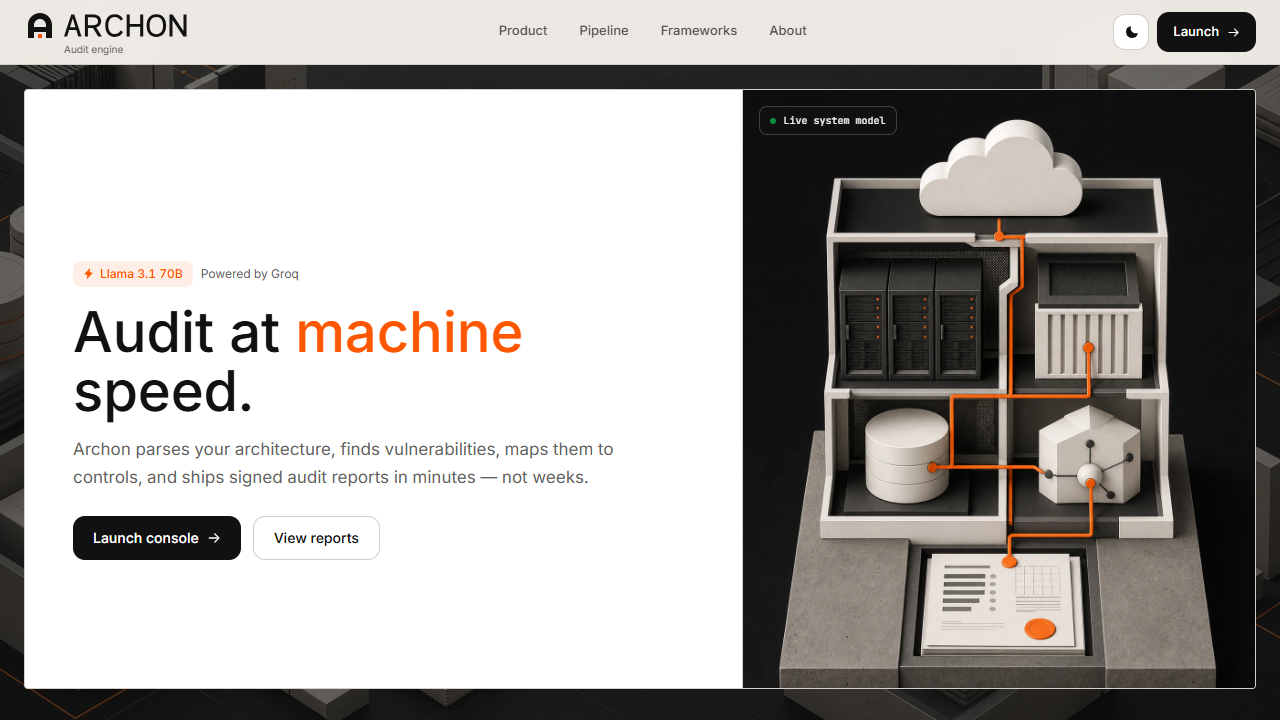 ARCHON
Audit engine
Product
Pipeline
Frameworks
About
Launch →
Live system model
Llama 3.1 70B
Powered by Groq
Audit at machine
speed.
Archon parses your architecture, finds vulnerabilities, maps them to
controls, and ships signed audit reports in minutes — not weeks.
Launch console →
View reports